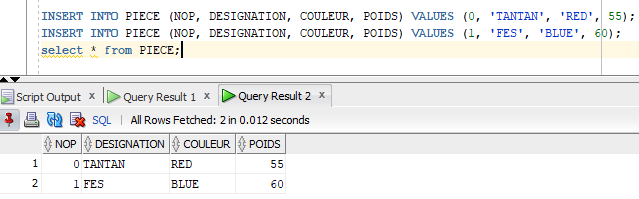 INSERT INTO PIECE (NOP, DESIGNATION, COULEUR, POIDS) VALUES (0, 'TANTAN', 'RED', 55);
INSERT INTO PIECE (NOP, DESIGNATION, COULEUR, POIDS) VALUES (1, 'FES', 'BLUE', 60);
select * from PIECE;
Script Output x Query Result 1 x Query Result 2 x
SQL | All Rows Fetched: 2 in 0.012 seconds
NOP DESIGNATION COULEUR POIDS
1 0 TANTAN RED 55
2 1 FES BLUE 60